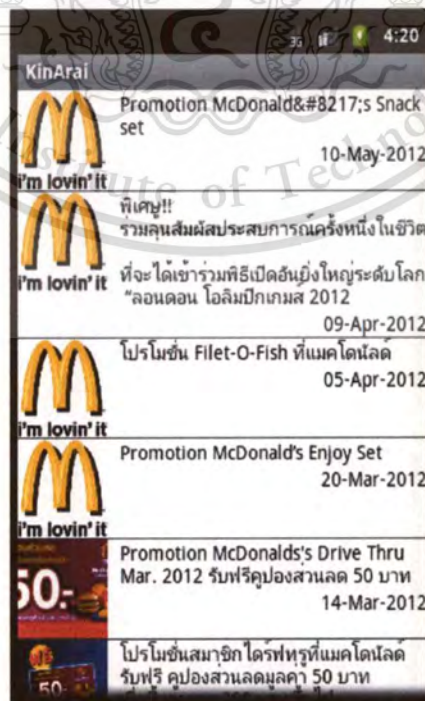 3G 4:20
KinArai
Promotion McDonald&#8217;s Snack
set
10-May-2012
i'm lovin' it
พิเศษ!!
รวมลุนสัมผัสประสบการณ์ครั้งหนึ่งในชีวิต
ที่จะได้เข้าร่วมพิธีเปิดอันยิ่งใหญ่ระดับโลก
“ลอนดอน โอลิมปิกเกมส์ 2012
09-Apr-2012
i'm lovin' it
โปรโมชั่น Filet-O-Fish ที่แมคโดนัลด์
05-Apr-2012
i'm lovin' it
Promotion McDonald's Enjoy Set
20-Mar-2012
i'm lovin' it
Promotion McDonalds's Drive Thru
Mar. 2012 รับฟรีคูปองส่วนลด 50 บาท
14-Mar-2012
50.-
โปรโมชั่นสมาชิกไดร์ฟทรูที่แมคโดนัลด์
รับฟรี คูปองส่วนลดมูลค่า 50 บาท
50.-
Institute of Techno